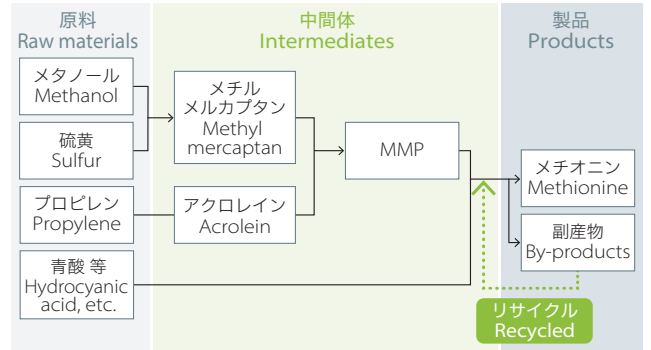 原料
Raw materials
中間体
Intermediates
製品
Products
メタノール
Methanol
硫黄
Sulfur
プロピレン
Propylene
青酸 等
Hydrocyanic
acid, etc.
メチル
メルカプタン
Methyl
mercaptan
アクロレイン
Acrolein
MMP
メチオニン
Methionine
副産物
By-products
リサイクル
Recycled